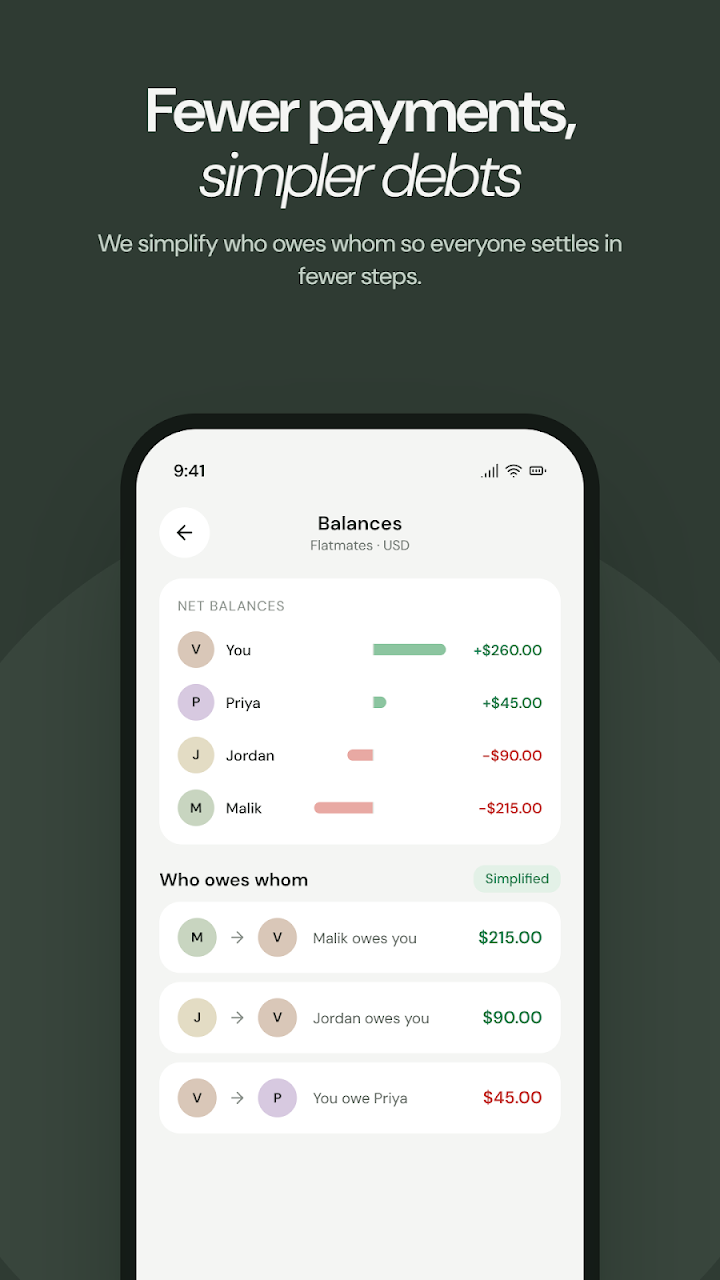 Fewer payments,
simpler debts
We simplify who owes whom so everyone settles in
fewer steps.
9:41
Balances
Flatmates · USD
NET BALANCES
V You +$260.00
P Priya +$45.00
J Jordan -$90.00
M Malik -$215.00
Who owes whom Simplified
M → V Malik owes you $215.00
J → V Jordan owes you $90.00
V → P You owe Priya $45.00